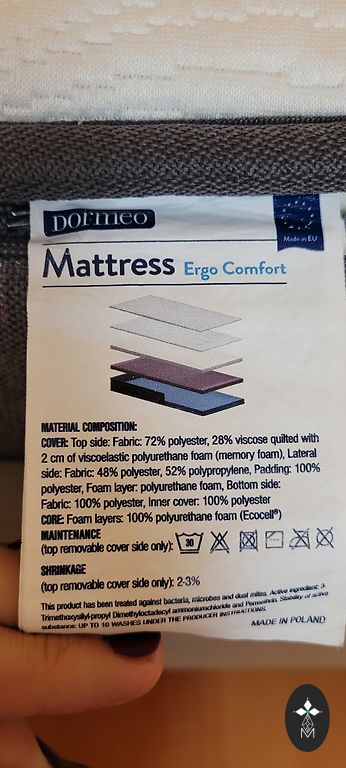 DORMEO
Made in EU
Mattress Ergo Comfort
MATERIAL COMPOSITION:
COVER: Top side: Fabric: 72% polyester, 28% viscose quilted with
2 cm of viscoelastic polyurethane foam (memory foam), Lateral
side: Fabric: 48% polyester, 52% polypropylene, Padding: 100%
polyester, Foam layer: polyurethane foam, Bottom side:
Fabric: 100% polyester, Inner cover: 100% polyester
CORE: Foam layers: 100% polyurethane foam (Ecocell®)
MAINTENANCE
(top removable cover side only): 30
SHRINKAGE
(top removable cover side only): 2-3%
This product has been treated against bacteria, microbes and dust mites. Active ingredient: 3-
Trimethoxysilyl-propyl Dimethyloctadecyl ammoniumchloride and Permethrin. Stability of active
substance: UP TO 10 WASHES UNDER THE PRODUCER INSTRUCTIONS.
MADE IN POLAND
M